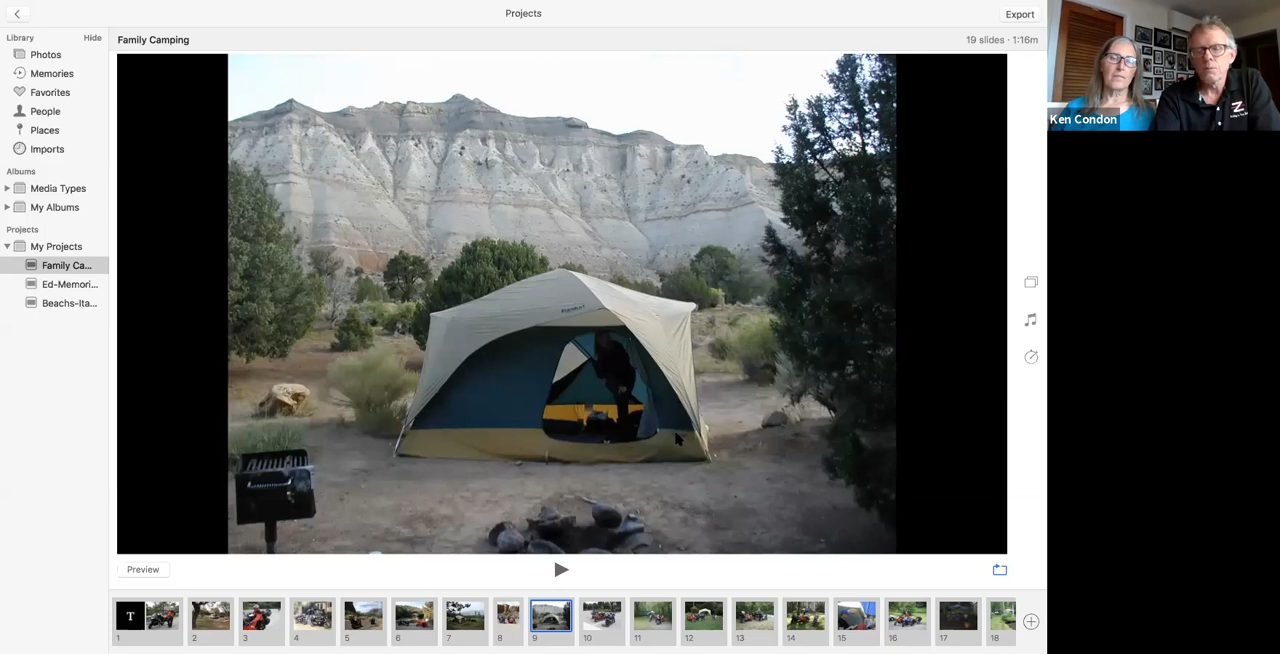 Projects
Export
Library
Hide
Photos
Memories
Favorites
People
Places
Imports
Albums
Media Types
My Albums
Projects
My Projects
Family Ca...
Ed-Memori...
Beachs-Ita...
Family Camping
19 slides · 1:16m
Preview
T
1
2
3
4
5
6
7
8
9
10
11
12
13
14
15
16
17
18
Ken Condon
Z